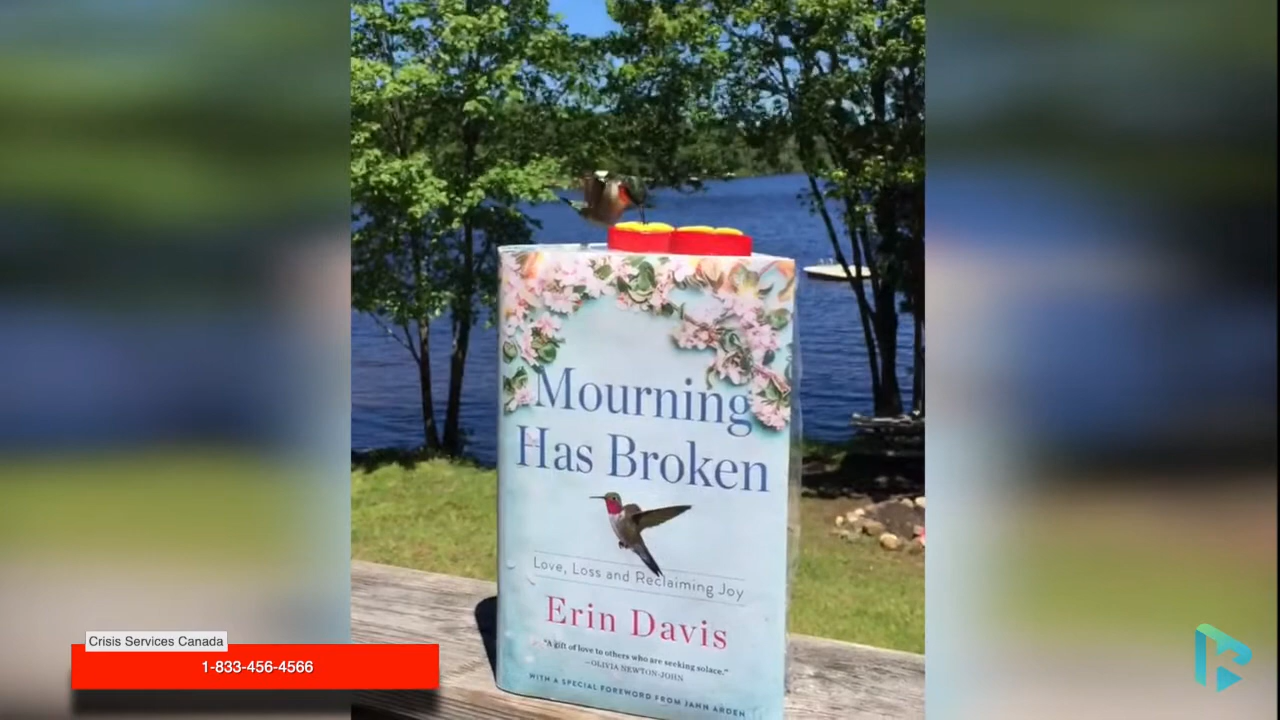 Mourning
Has Broken
Love, Loss and Reclaiming Joy
Erin Davis
"A gift of love to others who are seeking solace."
—OLIVIA NEWTON-JOHN
WITH A SPECIAL FOREWORD FROM JANN ARDEN
Crisis Services Canada
1-833-456-4566